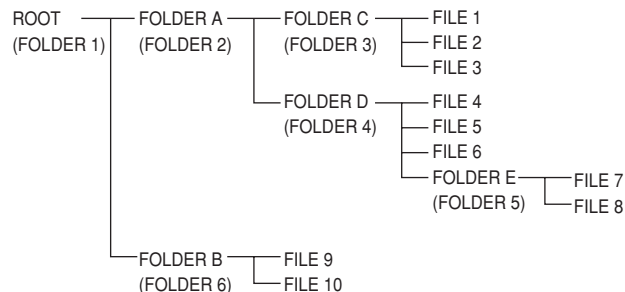 ROOT FOLDER A FOLDER C FILE 1
(FOLDER 1) (FOLDER 2) (FOLDER 3) FILE 2
FILE 3
FOLDER D FILE 4
(FOLDER 4) FILE 5
FILE 6
FOLDER E FILE 7
(FOLDER 5) FILE 8
FOLDER B FILE 9
(FOLDER 6) FILE 10